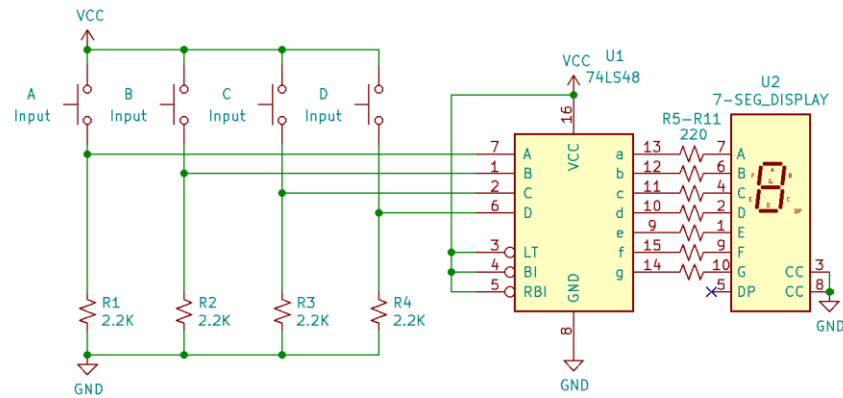 VCC
A
Input
B
Input
C
Input
D
Input
R1
2.2K
R2
2.2K
R3
2.2K
R4
2.2K
GND
VCC
U1
74LS48
16
VCC
7 A
1 B
2 C
6 D
3 LT
4 BI
5 RBI
GND
8
GND
a 13
b 12
c 11
d 10
e 9
f 15
g 14
R5-R11
220
U2
7-SEG_DISPLAY
7 A
6 B
4 C
2 D
1 E
9 F
10 G
5 DP
A
F B
G
E C
D
DP
CC 3
CC 8
GND